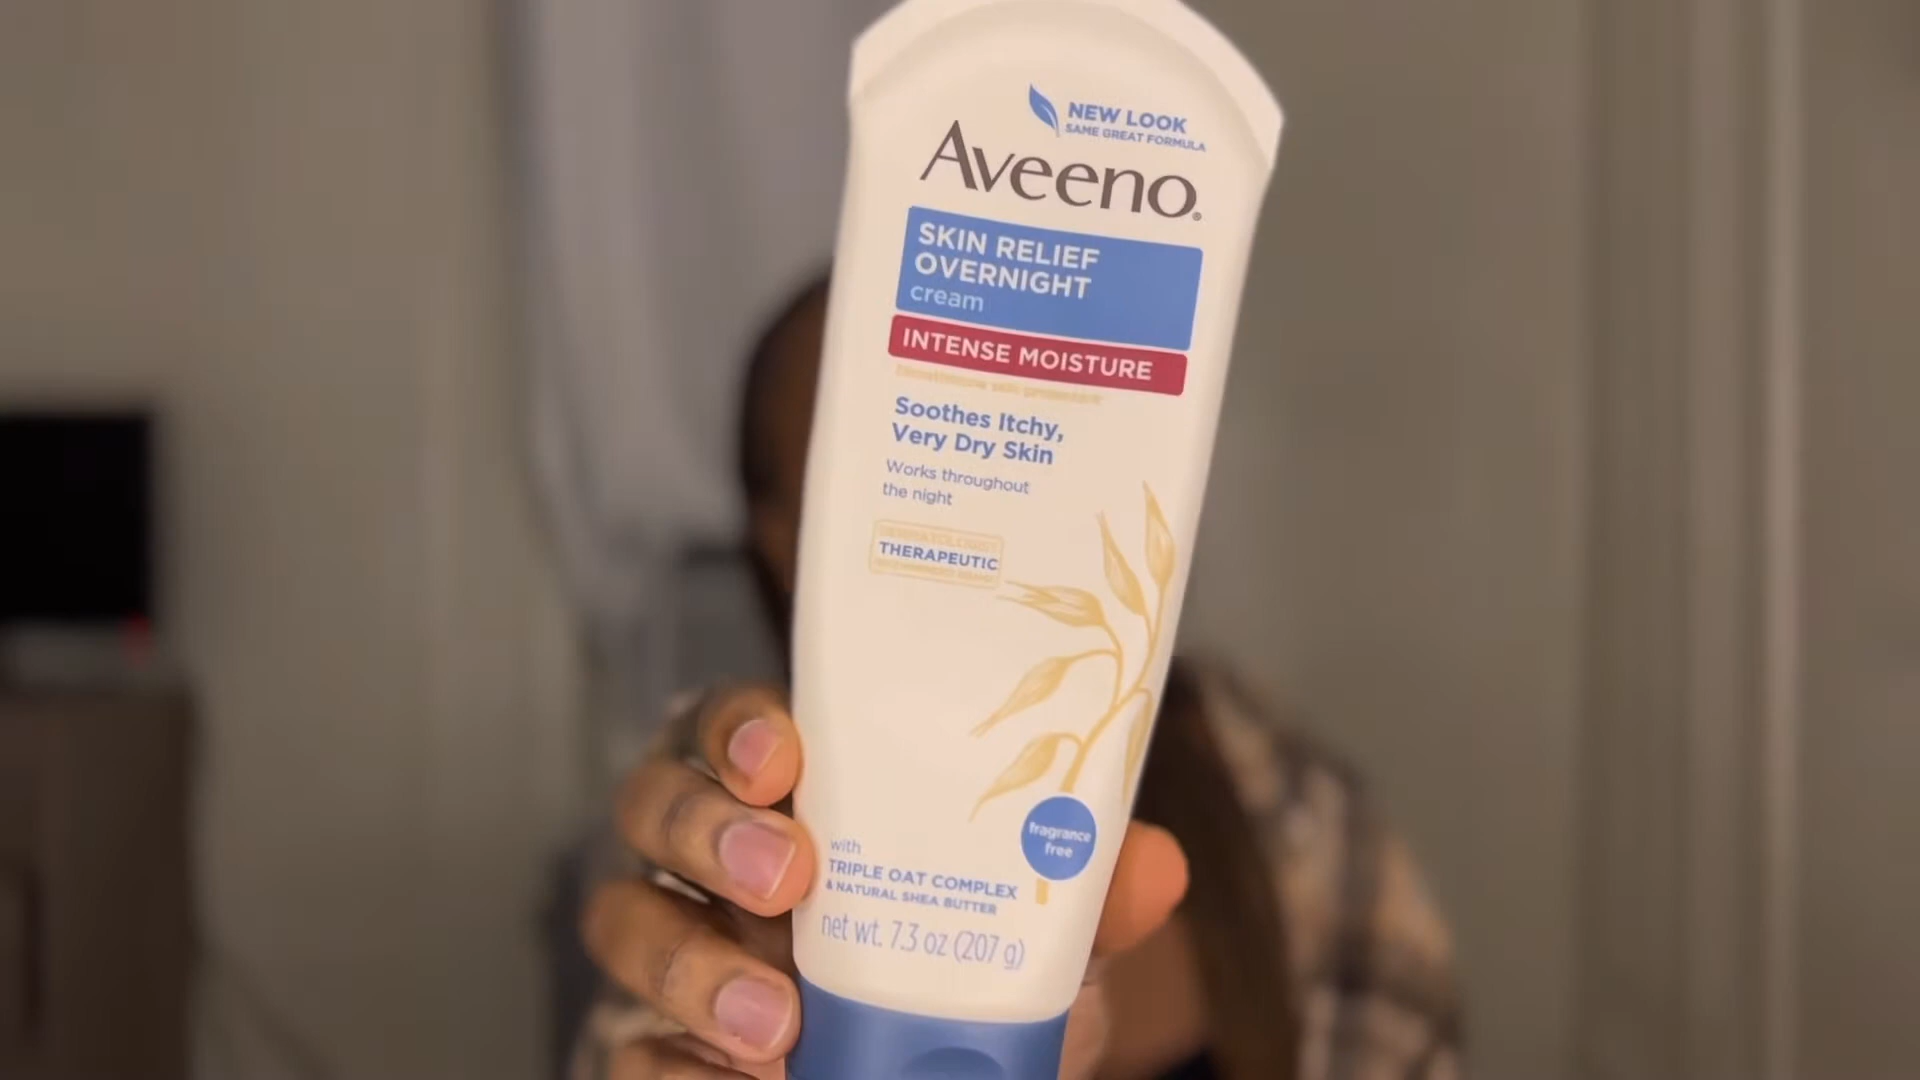 NEW LOOK
SAME GREAT FORMULA
Aveeno®
SKIN RELIEF
OVERNIGHT
cream
INTENSE MOISTURE
Soothes Itchy,
Very Dry Skin
Works throughout
the night
THERAPEUTIC
fragrance
free
with
TRIPLE OAT COMPLEX
& NATURAL SHEA BUTTER
net wt. 7.3 oz (207 g)